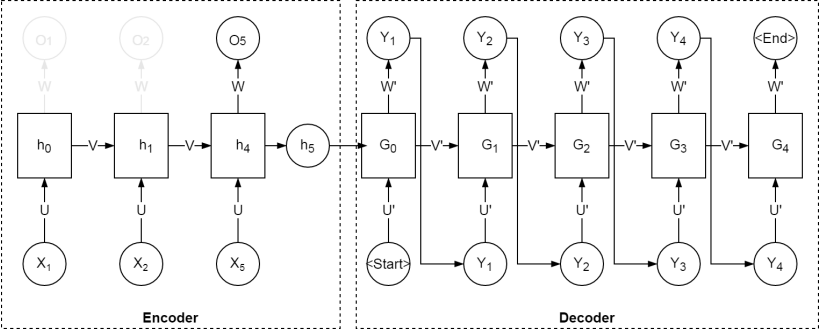 O1 O2 O5 Y1 Y2 Y3 Y4 <End>
W W W W' W' W' W' W'
h0 V h1 V h4 h5 G0 V' G1 V' G2 V' G3 V' G4
U U U U' U' U' U' U'
X1 X2 X5 <Start> Y1 Y2 Y3 Y4
Encoder Decoder